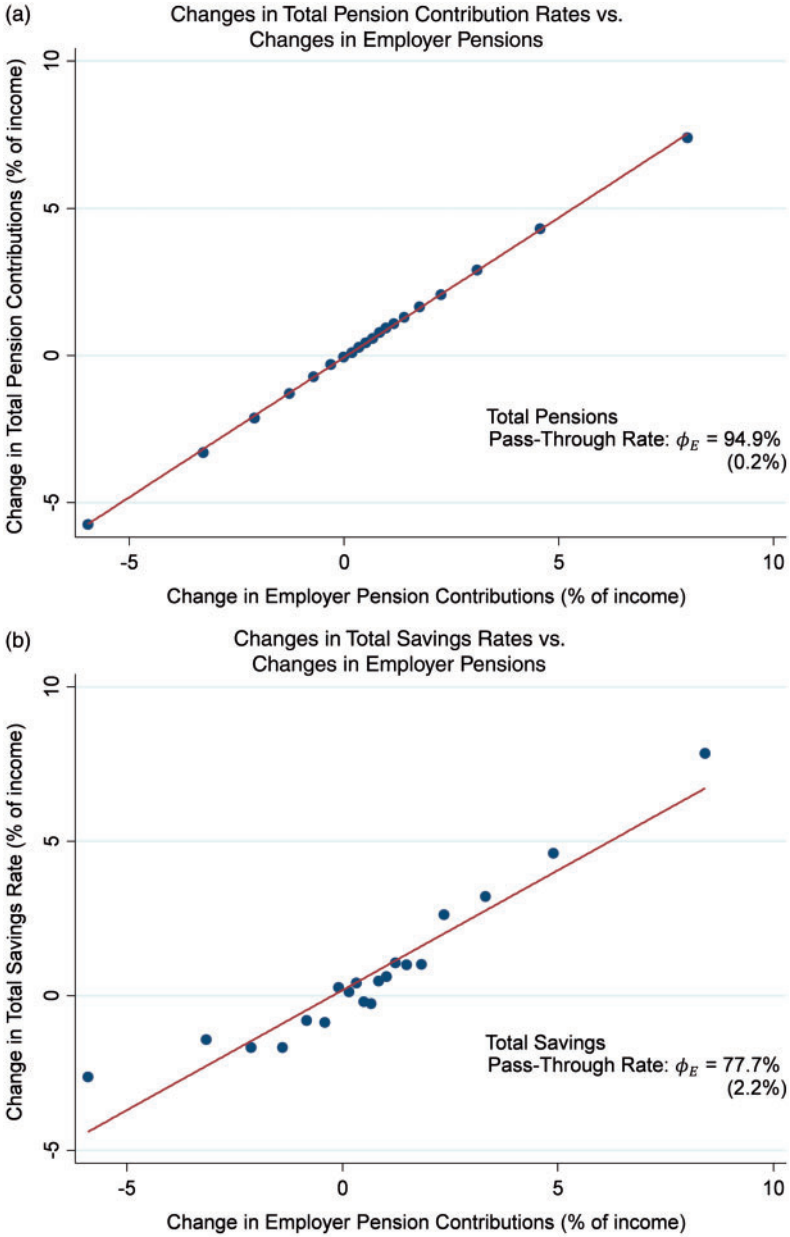 (a)
Changes in Total Pension Contribution Rates vs.
Changes in Employer Pensions
Change in Total Pension Contributions (% of income)
10
5
0
-5
Total Pensions
Pass-Through Rate: ϕ_E = 94.9%
(0.2%)
-5 0 5 10
Change in Employer Pension Contributions (% of income)
(b)
Changes in Total Savings Rates vs.
Changes in Employer Pensions
Change in Total Savings Rate (% of income)
10
5
0
-5
Total Savings
Pass-Through Rate: ϕ_E = 77.7%
(2.2%)
-5 0 5 10
Change in Employer Pension Contributions (% of income)